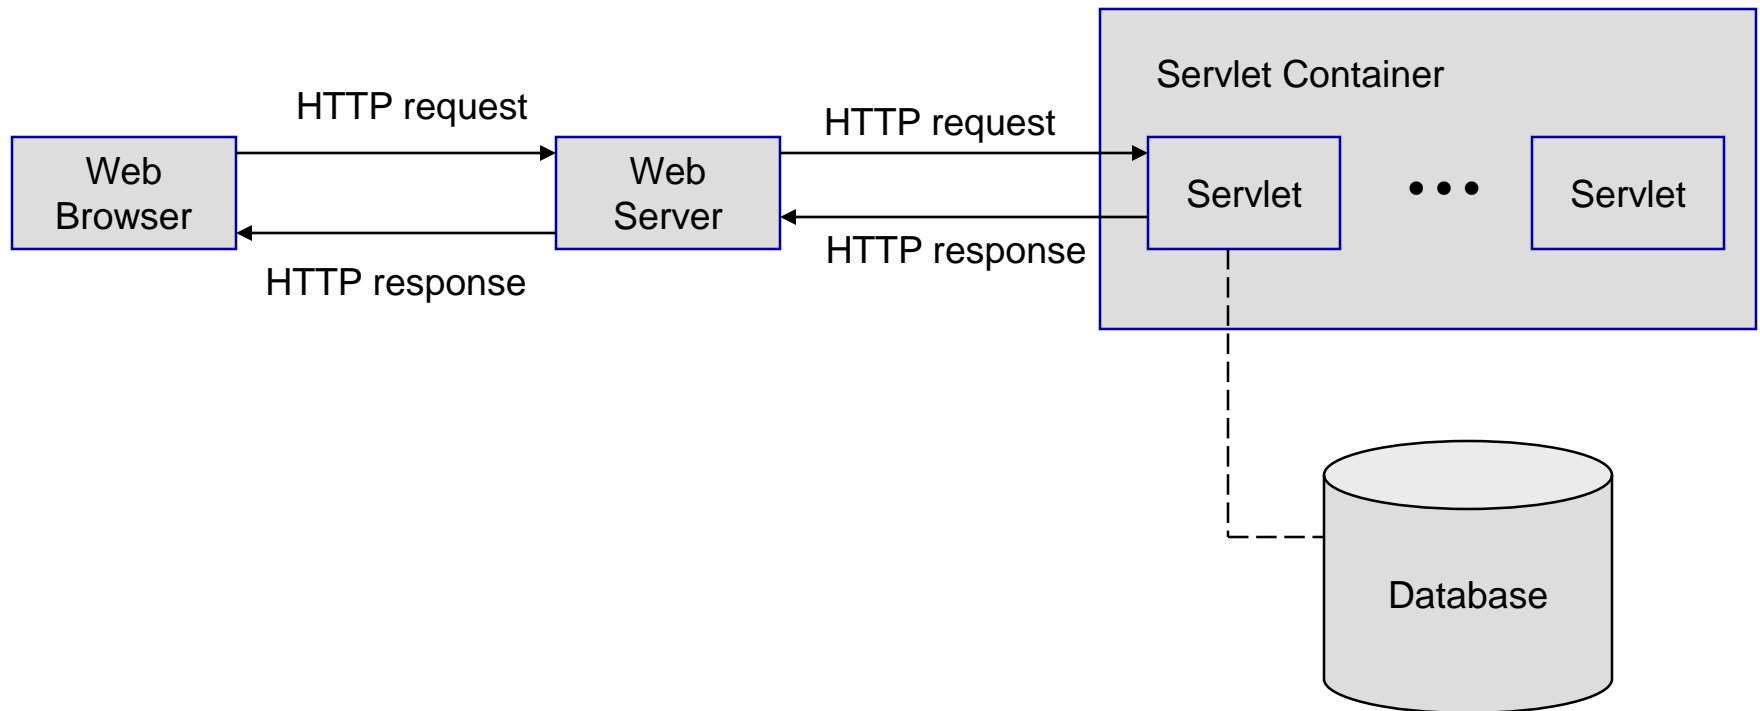 Servlet Container
HTTP request
HTTP request
Web
Browser
Web
Server
Servlet
•••
Servlet
HTTP response
HTTP response
Database